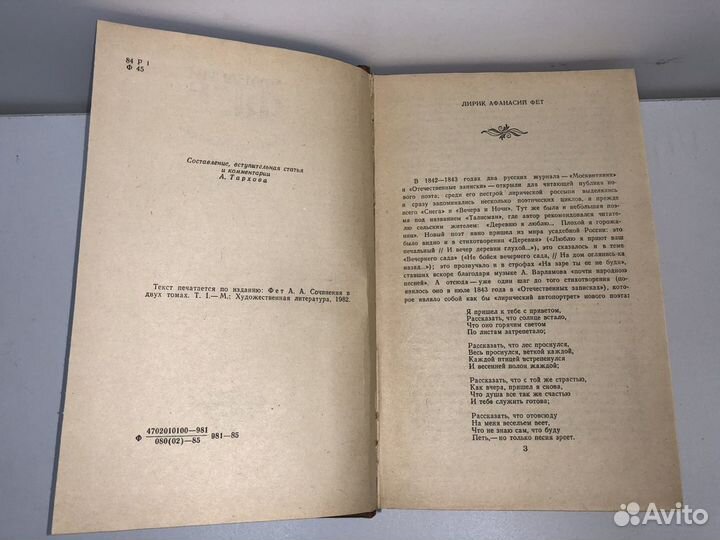 84 Р 1
Ф 45
Составление, вступительная статья
и комментарии
А. Тархова
Текст печатается по изданию: Фет А. А. Сочинения в
двух томах. Т. 1.— М.: Художественная литература, 1982.
Ф 4702010100—981
080(02)—85
981—85
ЛИРИК АФАНАСИЙ ФЕТ
В 1842—1843 годах два русских журнала — «Москвитянин»
и «Отечественные записки» — открыли для читающей публики но-
вого поэта; среди его пестрой лирической россыпи выделялись
и сразу запоминались несколько поэтических циклов, и прежде
всего «Снега» и «Вечера и Ночи». Тут же была и небольшая поэ-
ма под названием «Талисман», где автор рекомендовался читате-
лю сельским жителем: «Деревню я люблю... Плохой я горожа-
нин». Новый поэт явно пришел из мира усадебной России: это
было видно и в стихотворении «Деревня» («Люблю я приют ваш
печальный // И вечер деревни глухой...»), это сказалось и в теме
«Вечернего сада» («Не бойся вечернего сада, // На дом оглянись-ка
назад...»); это прозвучало и в строфах «На заре ты ее не буди»,
ставших вскоре благодаря музыке А. Варламова «почти народною
песней». А отсюда — уже один шаг до того стихотворения (по-
явилось оно в июле 1843 года в «Отечественных записках»), кото-
рое являло собой как бы «лирический автопортрет» нового поэта:
Я пришел к тебе с приветом,
Рассказать, что солнце встало,
Что оно горячим светом
По листам затрепетало;
Рассказать, что лес проснулся,
Весь проснулся, веткой каждой,
Каждой птицей встрепенулся
И весенней полон жаждой;
Рассказать, что с той же страстью,
Как вчера, пришел я снова,
Что душа все так же счастью
И тебе служить готова;
Рассказать, что отовсюду
На меня весельем веет,
Что не знаю сам, что буду
Петь, — но только песня зреет.
3
Avito